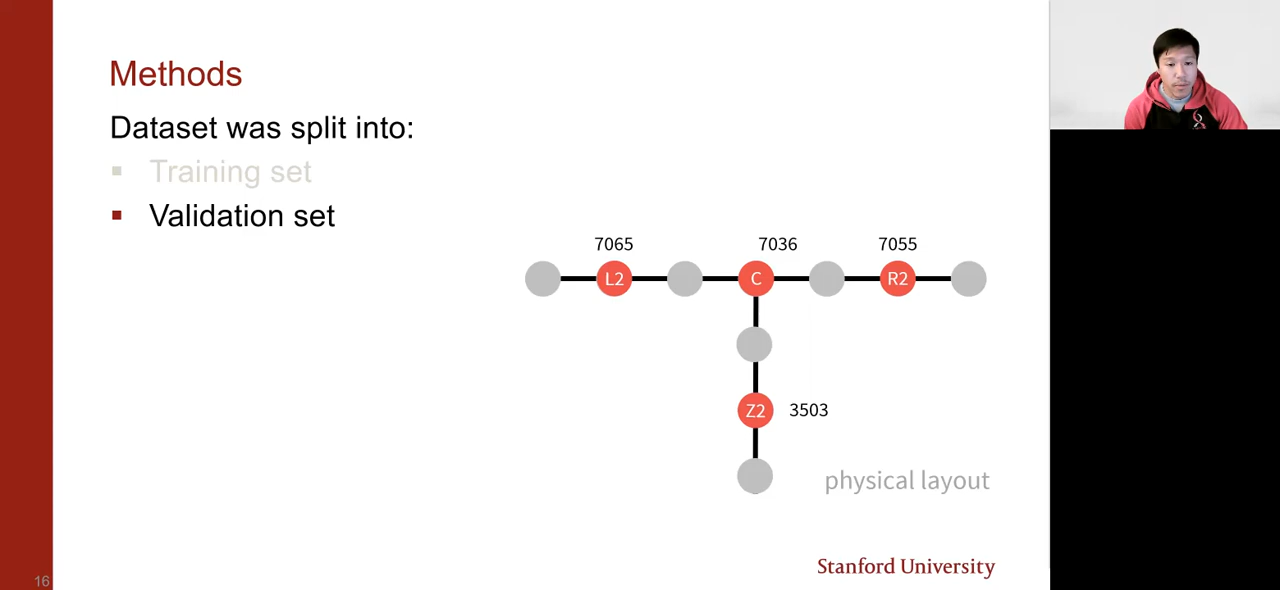 Methods
Dataset was split into:
Training set
Validation set
7065 7036 7055
L2 C R2
Z2 3503
physical layout
Stanford University
16